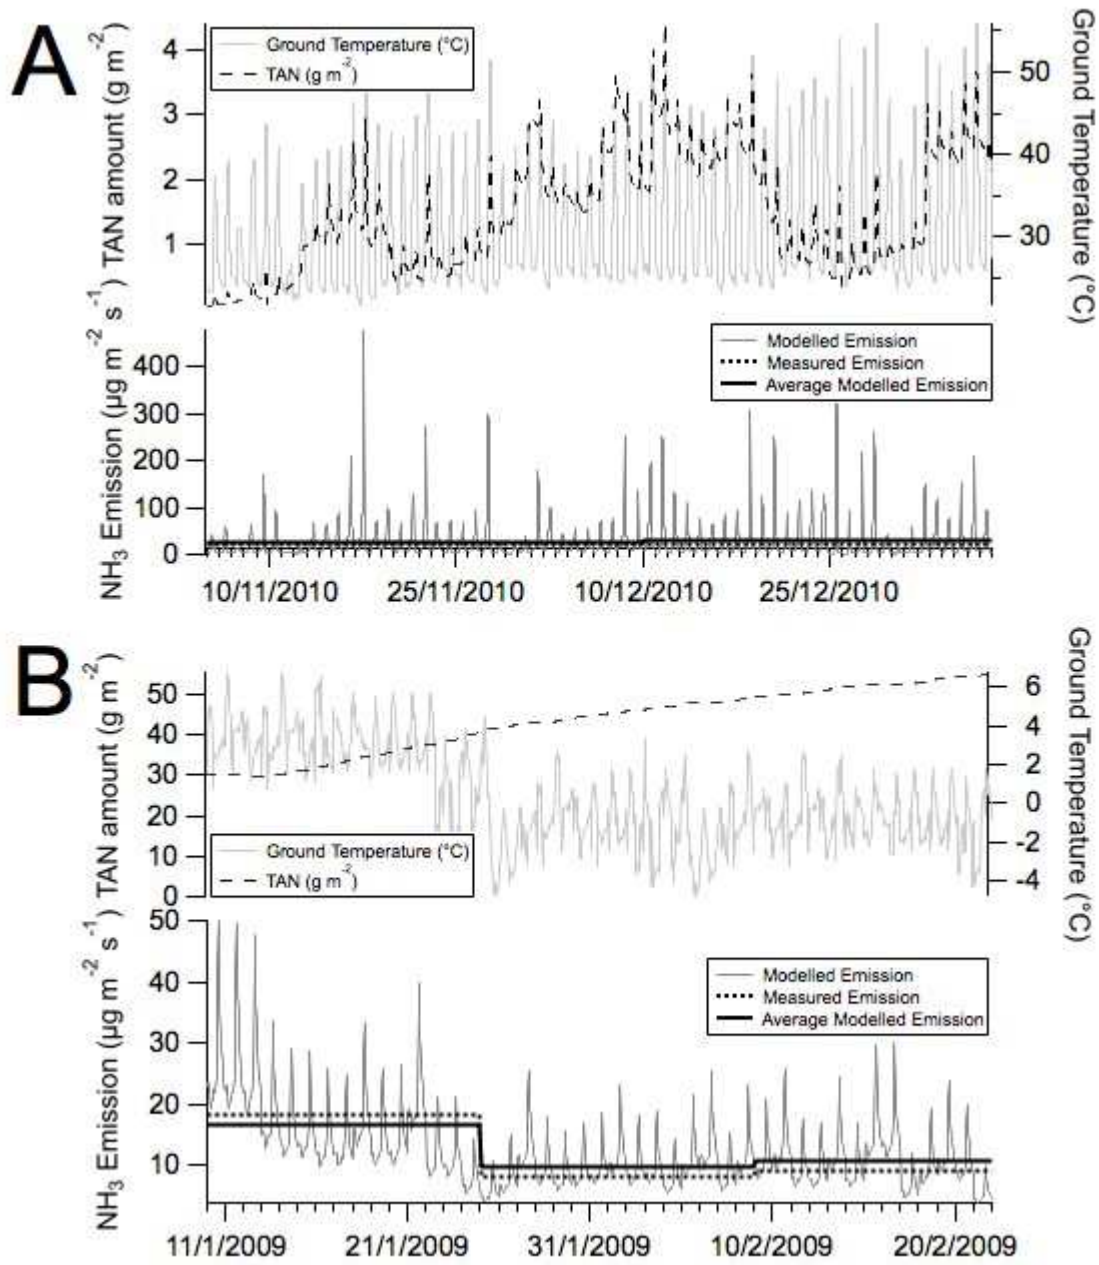 A
TAN amount (g m-2)
4
3
2
1
Ground Temperature (°C)
TAN (g m-2)
50
40
30
Ground Temperature (°C)
NH3 Emission (µg m-2 s-1)
400
300
200
100
0
Modelled Emission
Measured Emission
Average Modelled Emission
10/11/2010 25/11/2010 10/12/2010 25/12/2010
B
TAN amount (g m-2)
50
40
30
20
10
0
Ground Temperature (°C)
TAN (g m-2)
6
4
2
0
-2
-4
Ground Temperature (°C)
NH3 Emission (µg m-2 s-1)
50
40
30
20
10
Modelled Emission
Measured Emission
Average Modelled Emission
11/1/2009 21/1/2009 31/1/2009 10/2/2009 20/2/2009